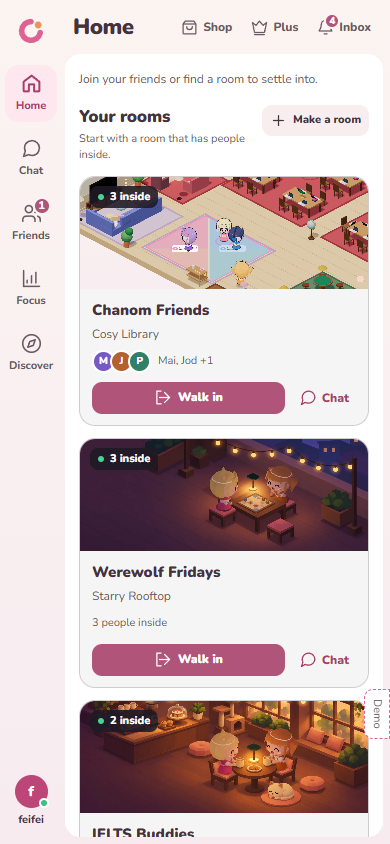 Home
Shop
Plus
4
Inbox
Home
Chat
1
Friends
Focus
Discover
f
feifei
Join your friends or find a room to settle into.
Your rooms
Start with a room that has people
inside.
Make a room
3 inside
Chanom Friends
Cosy Library
M J P Mai, Jod +1
Walk in
Chat
3 inside
Werewolf Fridays
Starry Rooftop
3 people inside
Walk in
Chat
Demo
2 inside
IELTS Buddies